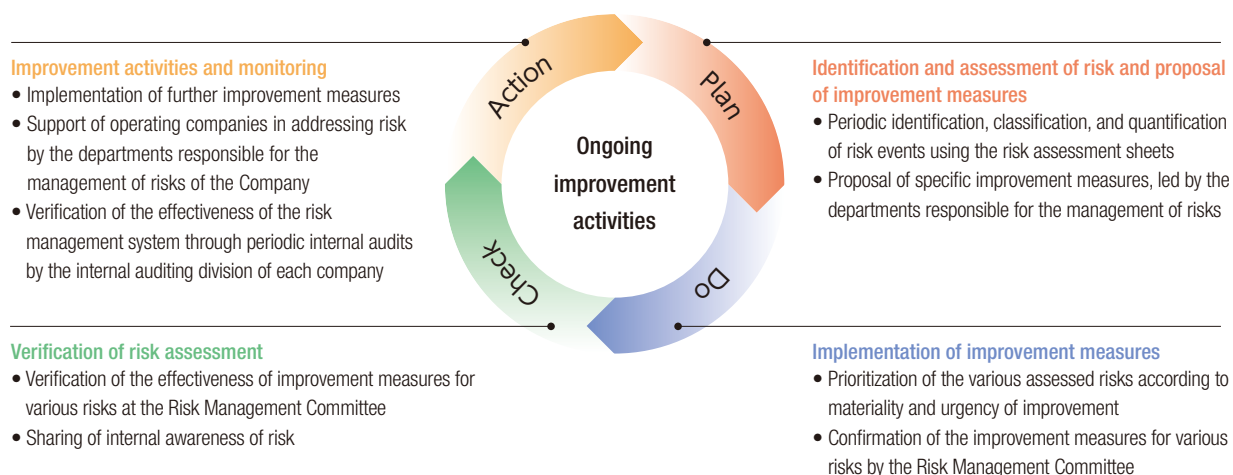 Action
Plan
Do
Check
Ongoing
improvement
activities
Improvement activities and monitoring
• Implementation of further improvement measures
• Support of operating companies in addressing risk
by the departments responsible for the
management of risks of the Company
• Verification of the effectiveness of the risk
management system through periodic internal audits
by the internal auditing division of each company
Identification and assessment of risk and proposal
of improvement measures
• Periodic identification, classification, and quantification
of risk events using the risk assessment sheets
• Proposal of specific improvement measures, led by the
departments responsible for the management of risks
Verification of risk assessment
• Verification of the effectiveness of improvement measures for
various risks at the Risk Management Committee
• Sharing of internal awareness of risk
Implementation of improvement measures
• Prioritization of the various assessed risks according to
materiality and urgency of improvement
• Confirmation of the improvement measures for various
risks by the Risk Management Committee